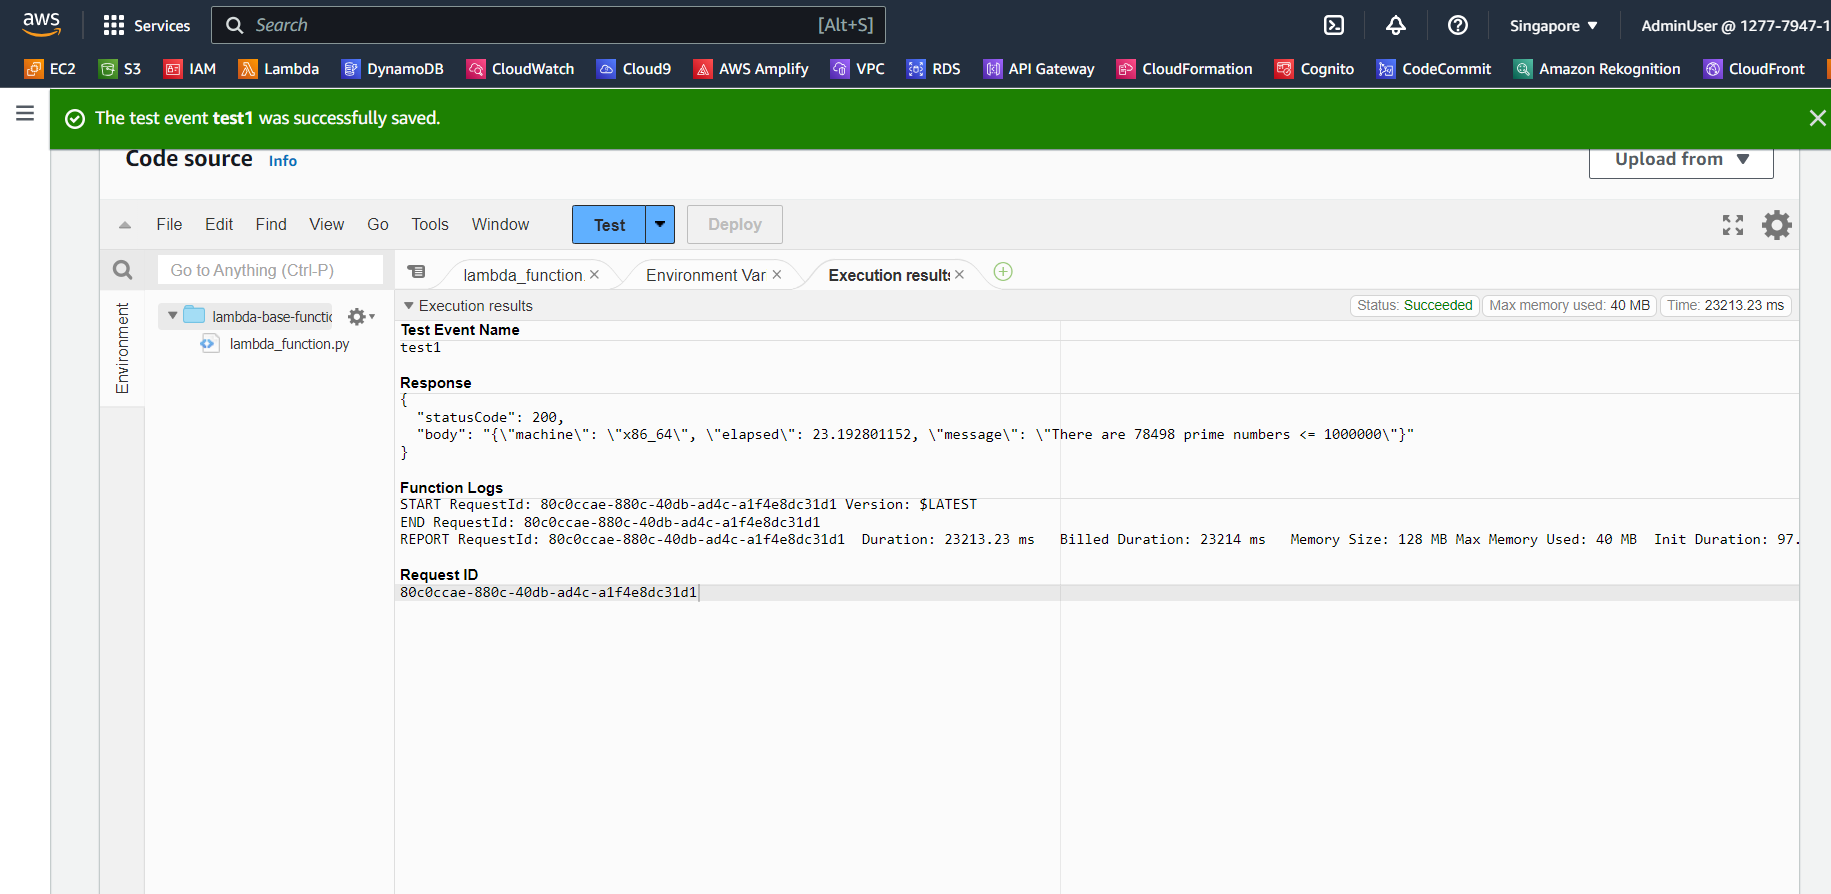 aws
Services
Search
[Alt+S]
Singapore
AdminUser @ 1277-7947-1
EC2
S3
IAM
Lambda
DynamoDB
CloudWatch
Cloud9
AWS Amplify
VPC
RDS
API Gateway
CloudFormation
Cognito
CodeCommit
Amazon Rekognition
CloudFront
The test event test1 was successfully saved.
Code source Info
Upload from
File Edit Find View Go Tools Window
Test
Deploy
Go to Anything (Ctrl-P)
lambda_function.
Environment Var
Execution results
Environment
lambda-base-functic
lambda_function.py
Execution results
Status: Succeeded
Max memory used: 40 MB
Time: 23213.23 ms
Test Event Name
test1
Response
{
"statusCode": 200,
"body": "{\"machine\": \"x86_64\", \"elapsed\": 23.192801152, \"message\": \"There are 78498 prime numbers <= 1000000\"}"
}
Function Logs
START RequestId: 80c0ccae-880c-40db-ad4c-a1f4e8dc31d1 Version: $LATEST
END RequestId: 80c0ccae-880c-40db-ad4c-a1f4e8dc31d1
REPORT RequestId: 80c0ccae-880c-40db-ad4c-a1f4e8dc31d1 Duration: 23213.23 ms Billed Duration: 23214 ms Memory Size: 128 MB Max Memory Used: 40 MB Init Duration: 97.
Request ID
80c0ccae-880c-40db-ad4c-a1f4e8dc31d1